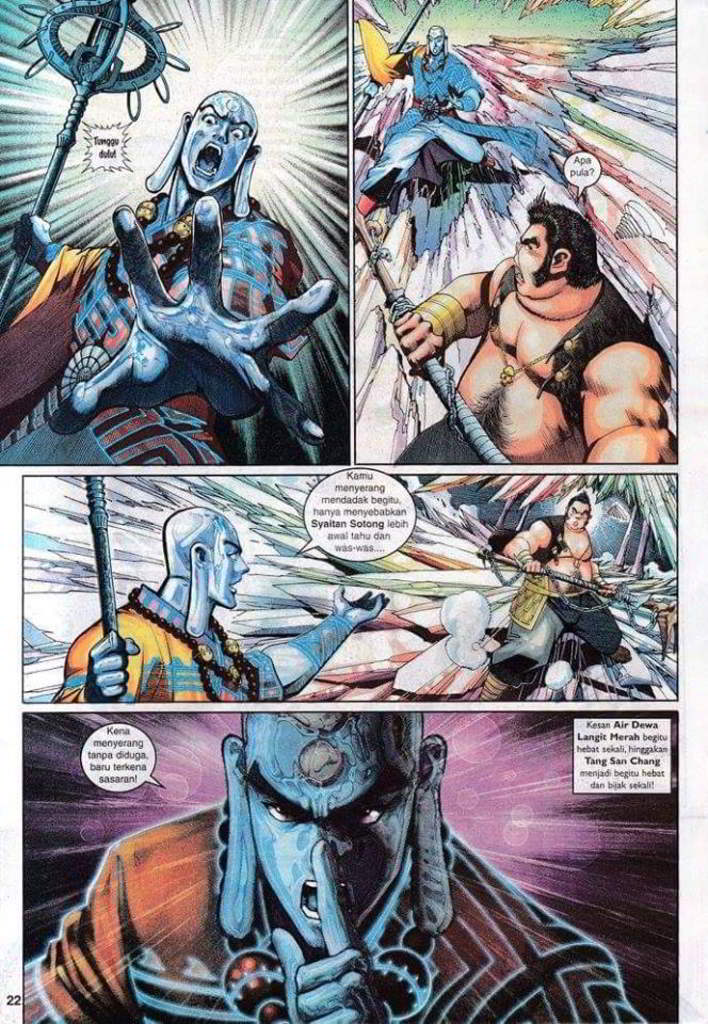 Tunggu
dulu!
Apa
pula?
Kamu
menyerang
mendadak begitu,
hanya menyebabkan
Syaitan Sotong lebih
awal tahu dan
was-was....
Kena
menyerang
tanpa diduga,
baru terkena
sasaran!
Kesan Air Dewa
Langit Merah begitu
hebat sekali, hinggakan
Tang San Chang
menjadi begitu hebat
dan bijak sekali!
22